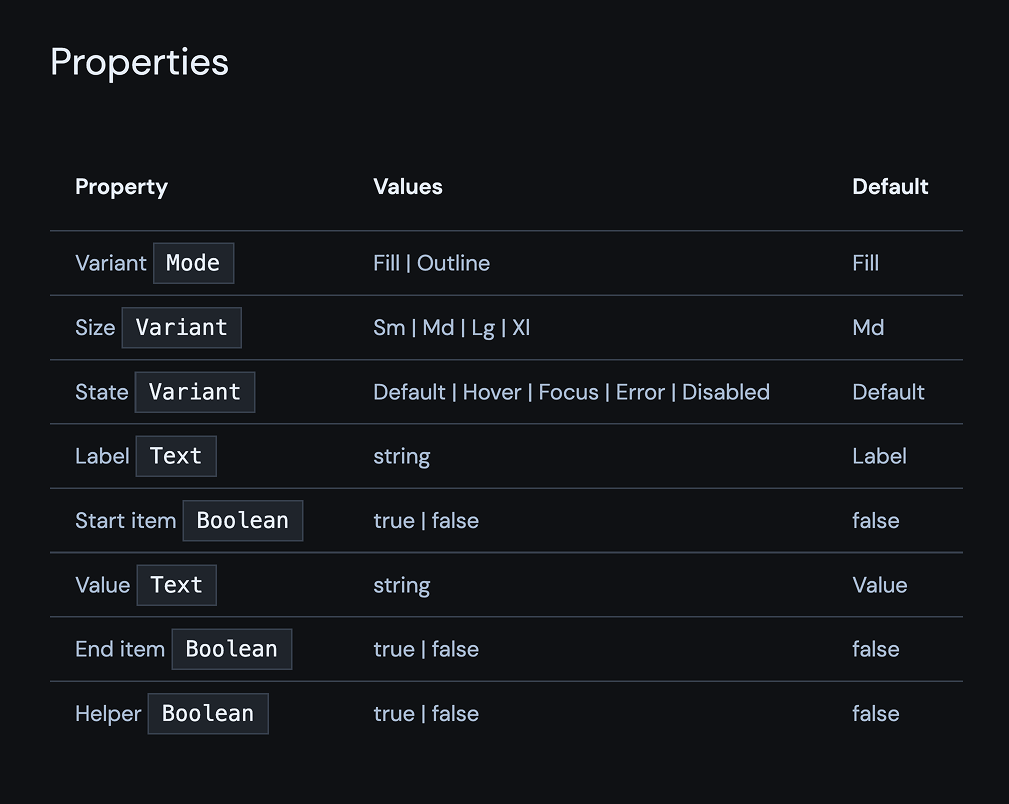 Properties
Property Values Default
Variant Mode Fill | Outline Fill
Size Variant Sm | Md | Lg | Xl Md
State Variant Default | Hover | Focus | Error | Disabled Default
Label Text string Label
Start item Boolean true | false false
Value Text string Value
End item Boolean true | false false
Helper Boolean true | false false